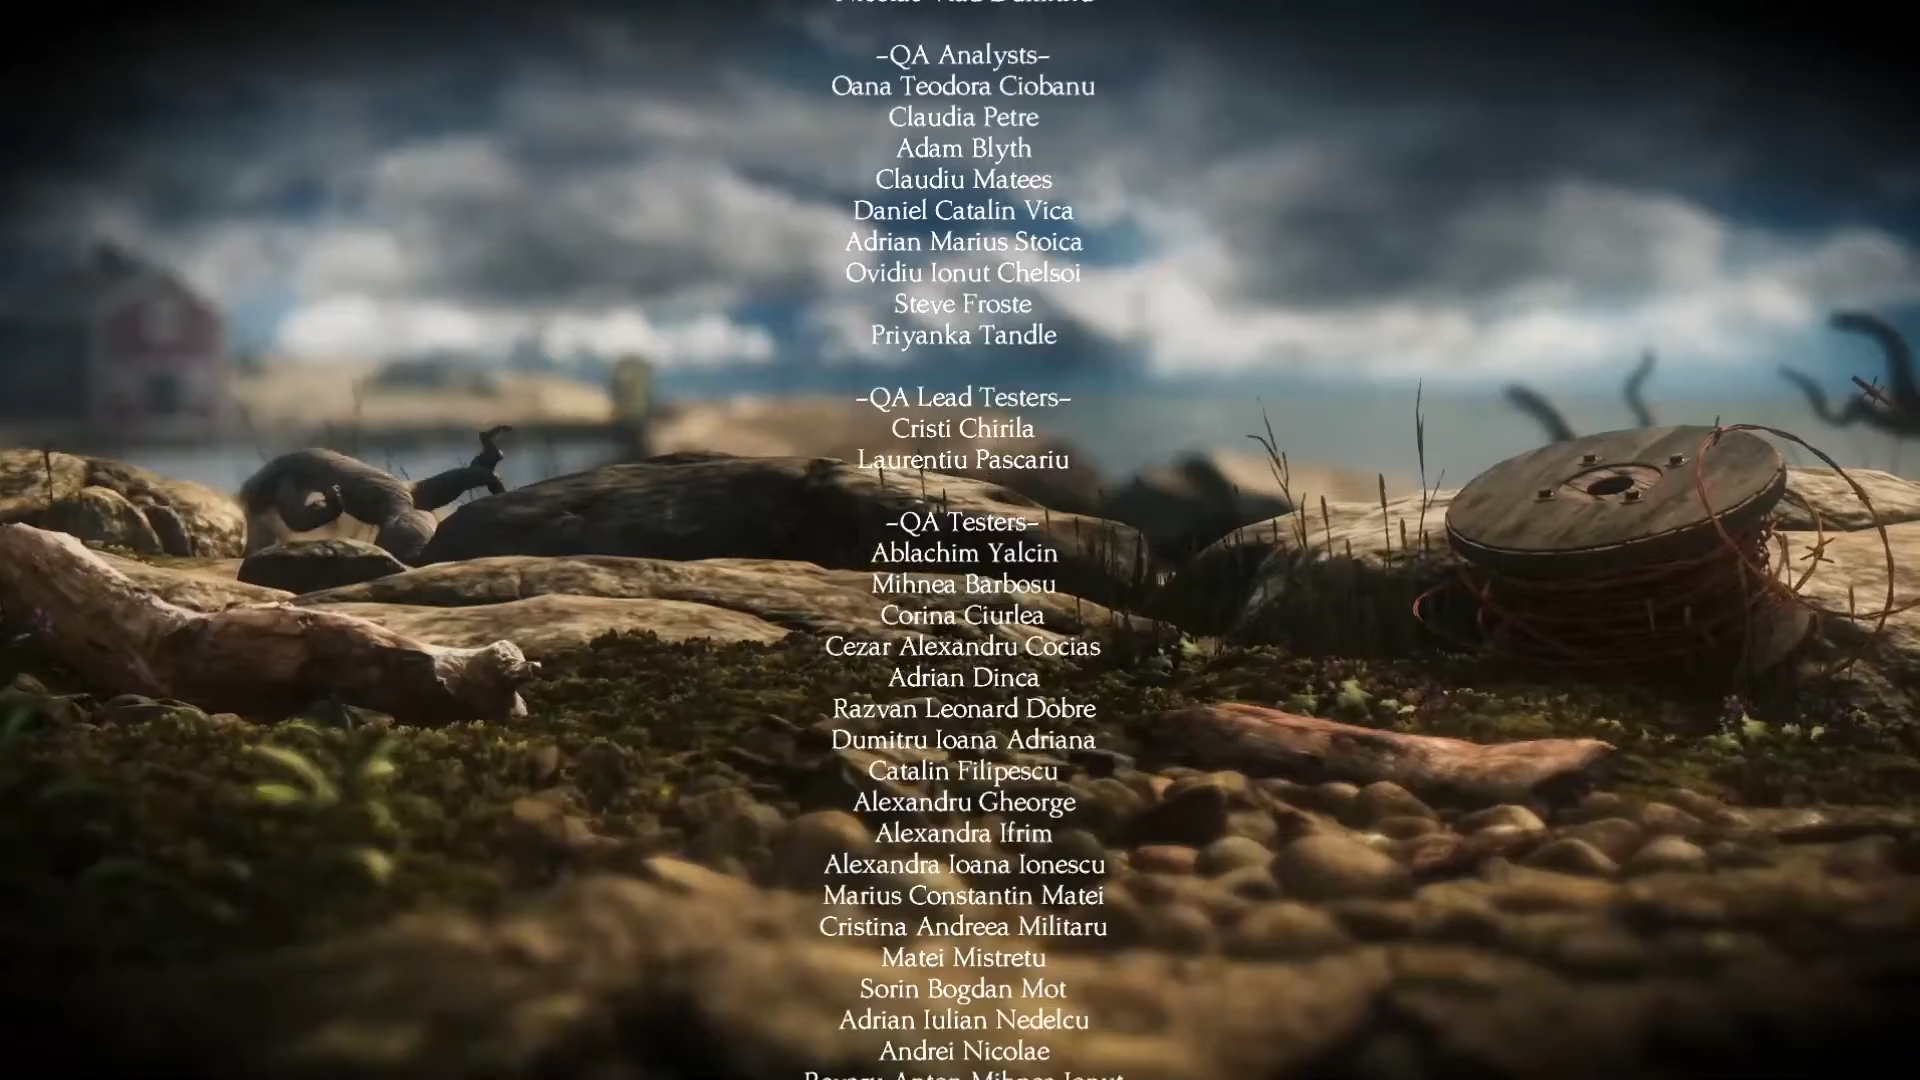 -QA Analysts-
Oana Teodora Ciobanu
Claudia Petre
Adam Blyth
Claudiu Matees
Daniel Catalin Vica
Adrian Marius Stoica
Ovidiu Ionut Chelsoi
Steve Froste
Priyanka Tandle
-QA Lead Testers-
Cristi Chirila
Laurentiu Pascariu
-QA Testers-
Ablachim Yalcin
Mihnea Barbosu
Corina Ciurlea
Cezar Alexandru Cocias
Adrian Dinca
Razvan Leonard Dobre
Dumitru Ioana Adriana
Catalin Filipescu
Alexandru Gheorge
Alexandra Ifrim
Alexandra Ioana Ionescu
Marius Constantin Matei
Cristina Andreea Militaru
Matei Mistretu
Sorin Bogdan Mot
Adrian Iulian Nedelcu
Andrei Nicolae